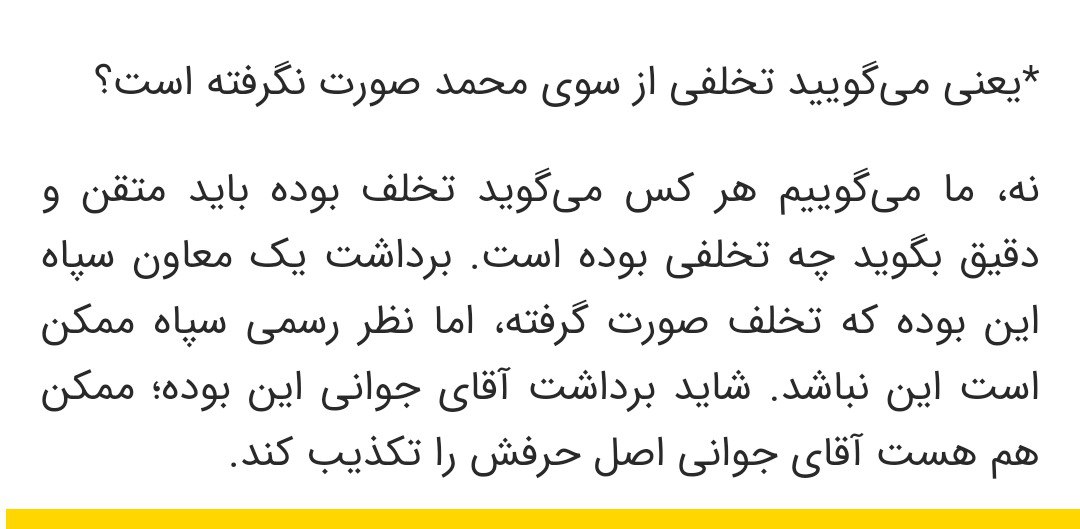 *یعنی می‌گویید تخلفی از سوی محمد صورت نگرفته است؟
نه، ما می‌گوییم هر کس می‌گوید تخلف بوده باید متقن و
دقیق بگوید چه تخلفی بوده است. برداشت یک معاون سپاه
این بوده که تخلف صورت گرفته، اما نظر رسمی سپاه ممکن
است این نباشد. شاید برداشت آقای جوانی این بوده؛ ممکن
هم هست آقای جوانی اصل حرفش را تکذیب کند.